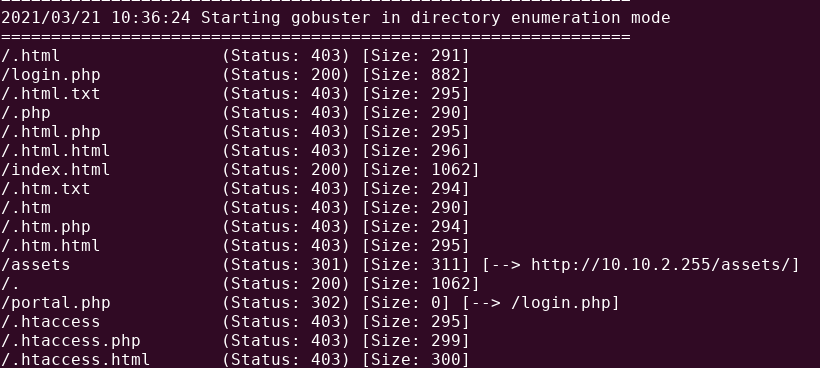 ===============================================================
2021/03/21 10:36:24 Starting gobuster in directory enumeration mode
===============================================================
/.html                (Status: 403) [Size: 291]
/login.php            (Status: 200) [Size: 882]
/.html.txt            (Status: 403) [Size: 295]
/.php                 (Status: 403) [Size: 290]
/.html.php            (Status: 403) [Size: 295]
/.html.html           (Status: 403) [Size: 296]
/index.html           (Status: 200) [Size: 1062]
/.htm.txt             (Status: 403) [Size: 294]
/.htm                 (Status: 403) [Size: 290]
/.htm.php             (Status: 403) [Size: 294]
/.htm.html            (Status: 403) [Size: 295]
/assets               (Status: 301) [Size: 311] [--> http://10.10.2.255/assets/]
/.                    (Status: 200) [Size: 1062]
/portal.php           (Status: 302) [Size: 0] [--> /login.php]
/.htaccess            (Status: 403) [Size: 295]
/.htaccess.php        (Status: 403) [Size: 299]
/.htaccess.html       (Status: 403) [Size: 300]